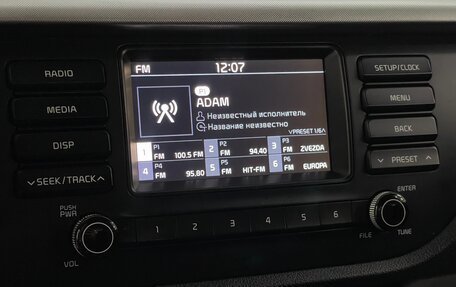 FM 12:07
P1
ADAM
Неизвестный исполнитель
Название неизвестно
PRESET 1/6
1 P1 FM 100.5 FM 2 P2 FM 94.40 3 P3 FM ZVEZDA
4 P4 FM 95.80 5 P5 FM HIT-FM 6 P6 FM EUROPA
RADIO
MEDIA
DISP
SEEK/TRACK
SETUP/CLOCK
MENU
BACK
PRESET
PUSH
PWR
VOL
1 2 3 4 5 6
ENTER
FILE TUNE